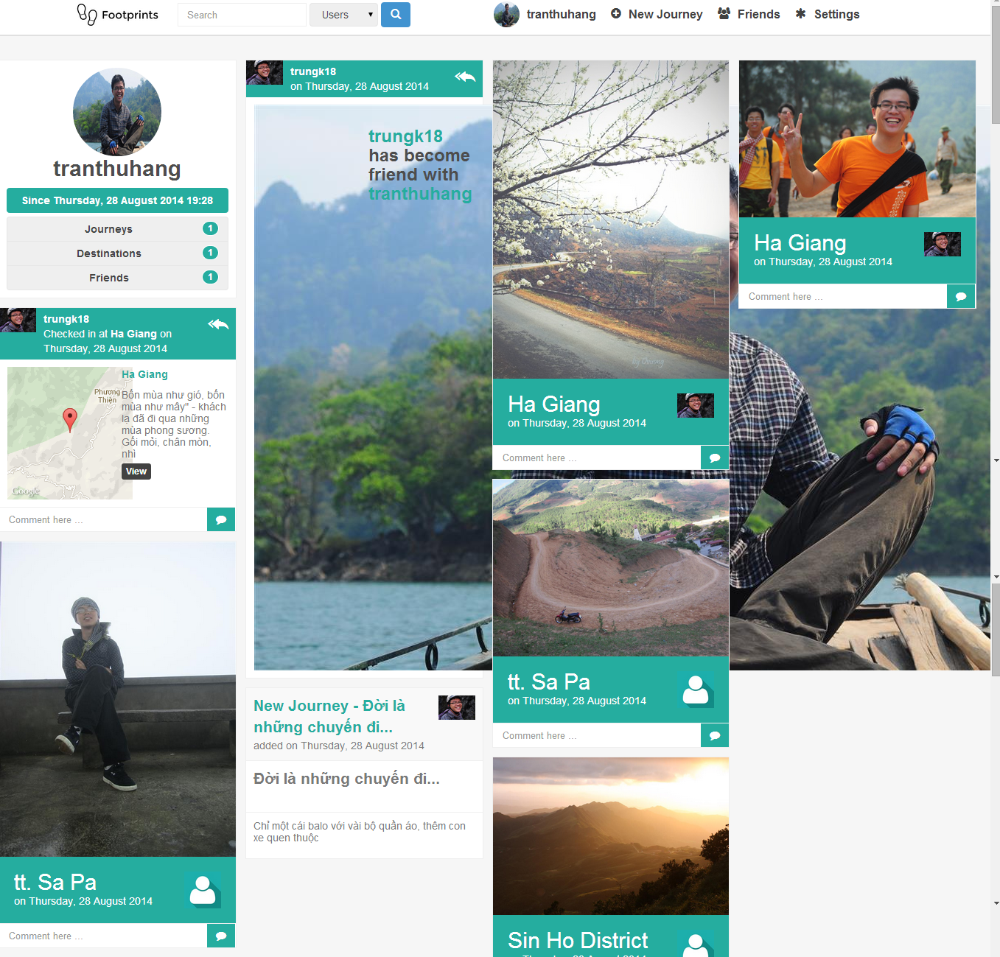 Footprints
Search
Users
tranthuhang
New Journey
Friends
Settings
tranthuhang
Since Thursday, 28 August 2014 19:28
Journeys 1
Destinations 1
Friends 1
trungk18
Checked in at Ha Giang on
Thursday, 28 August 2014
Phương
Thiện
Google
Ha Giang
Bốn mùa như gió, bốn
mùa như mây" - khách
lạ đã đi qua những
mùa phong sương.
Gối mỏi, chân mòn,
nhì
View
Comment here ...
tt. Sa Pa
on Thursday, 28 August 2014
Comment here ...
trungk18
on Thursday, 28 August 2014
trungk18
has become
friend with
tranthuhang
New Journey - Đời là
những chuyến đi...
added on Thursday, 28 August 2014
Đời là những chuyến đi...
Chỉ một cái balo với vài bộ quần áo, thêm con
xe quen thuộc
Ha Giang
on Thursday, 28 August 2014
Comment here ...
tt. Sa Pa
on Thursday, 28 August 2014
Comment here ...
Sin Ho District
Ha Giang
on Thursday, 28 August 2014
Comment here ...